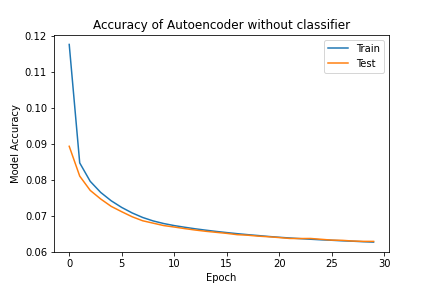 Accuracy of Autoencoder without classifier
0.12
0.11
0.10
0.09
0.08
0.07
0.06
Model Accuracy
Train
Test
0 5 10 15 20 25 30
Epoch